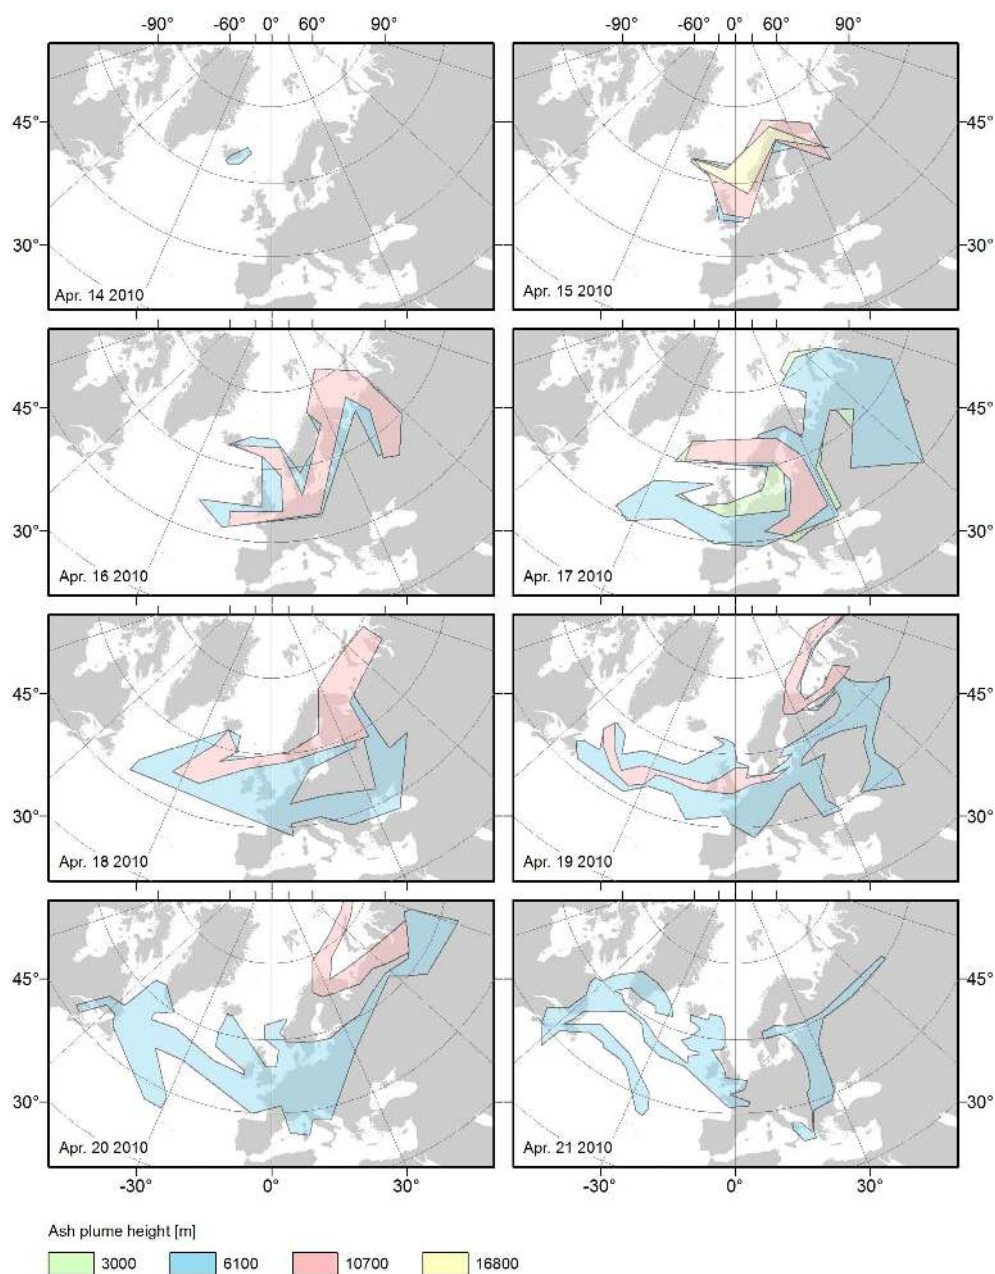 -90° -60° 0° 60° 90° -90° -60° 0° 60° 90°
45° 45°
30° 30°
Apr. 14 2010 Apr. 15 2010
45° 45°
30° 30°
Apr. 16 2010 Apr. 17 2010
45° 45°
30° 30°
Apr. 18 2010 Apr. 19 2010
45° 45°
30° 30°
Apr. 20 2010 Apr. 21 2010
-30° 0° 30° -30° 0° 30°
Ash plume height [m]
3000 6100 10700 16800